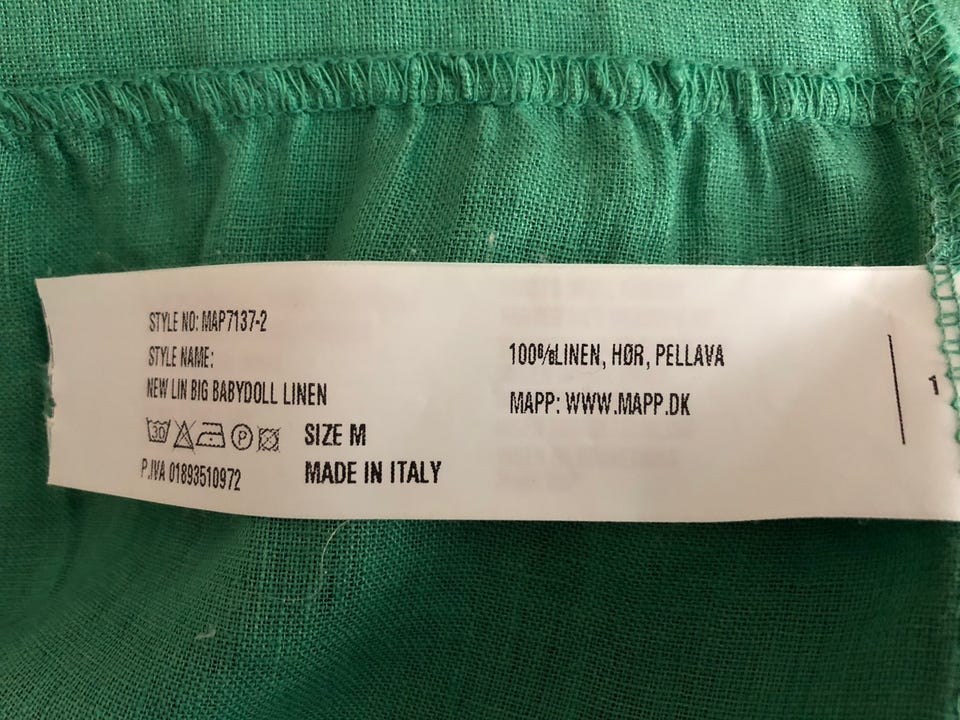 STYLE NO: MAP7137-2
STYLE NAME:
NEW LIN BIG BABYDOLL LINEN
30 P
SIZE M
P.IVA 01893510972
MADE IN ITALY
100%LINEN, HØR, PELLAVA
MAPP: WWW.MAPP.DK
1